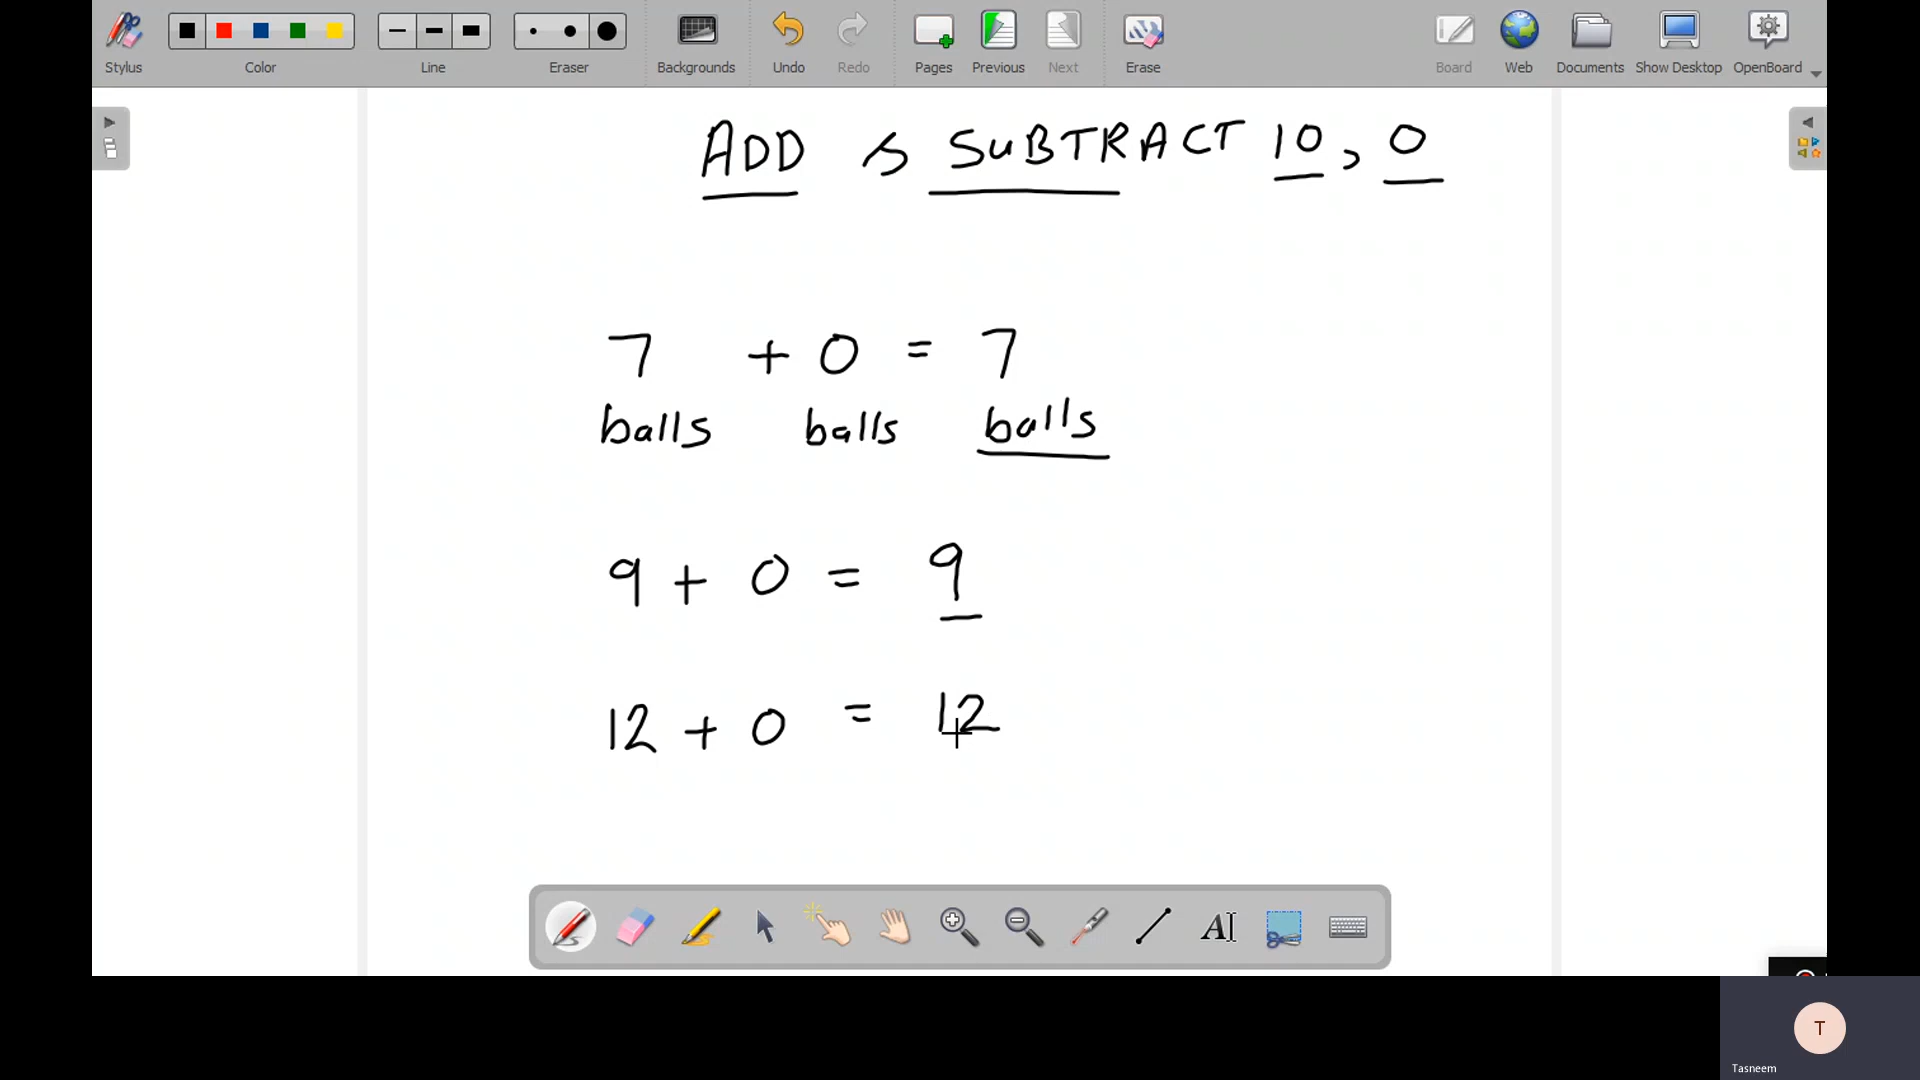 Stylus Color Line Eraser Backgrounds Undo Redo Pages Previous Next Erase Board Web Documents Show Desktop OpenBoard
ADD & SUBTRACT 10, 0
7 + 0 = 7
balls balls balls
9 + 0 = 9
12 + 0 = 12
AI
T
Tasneem